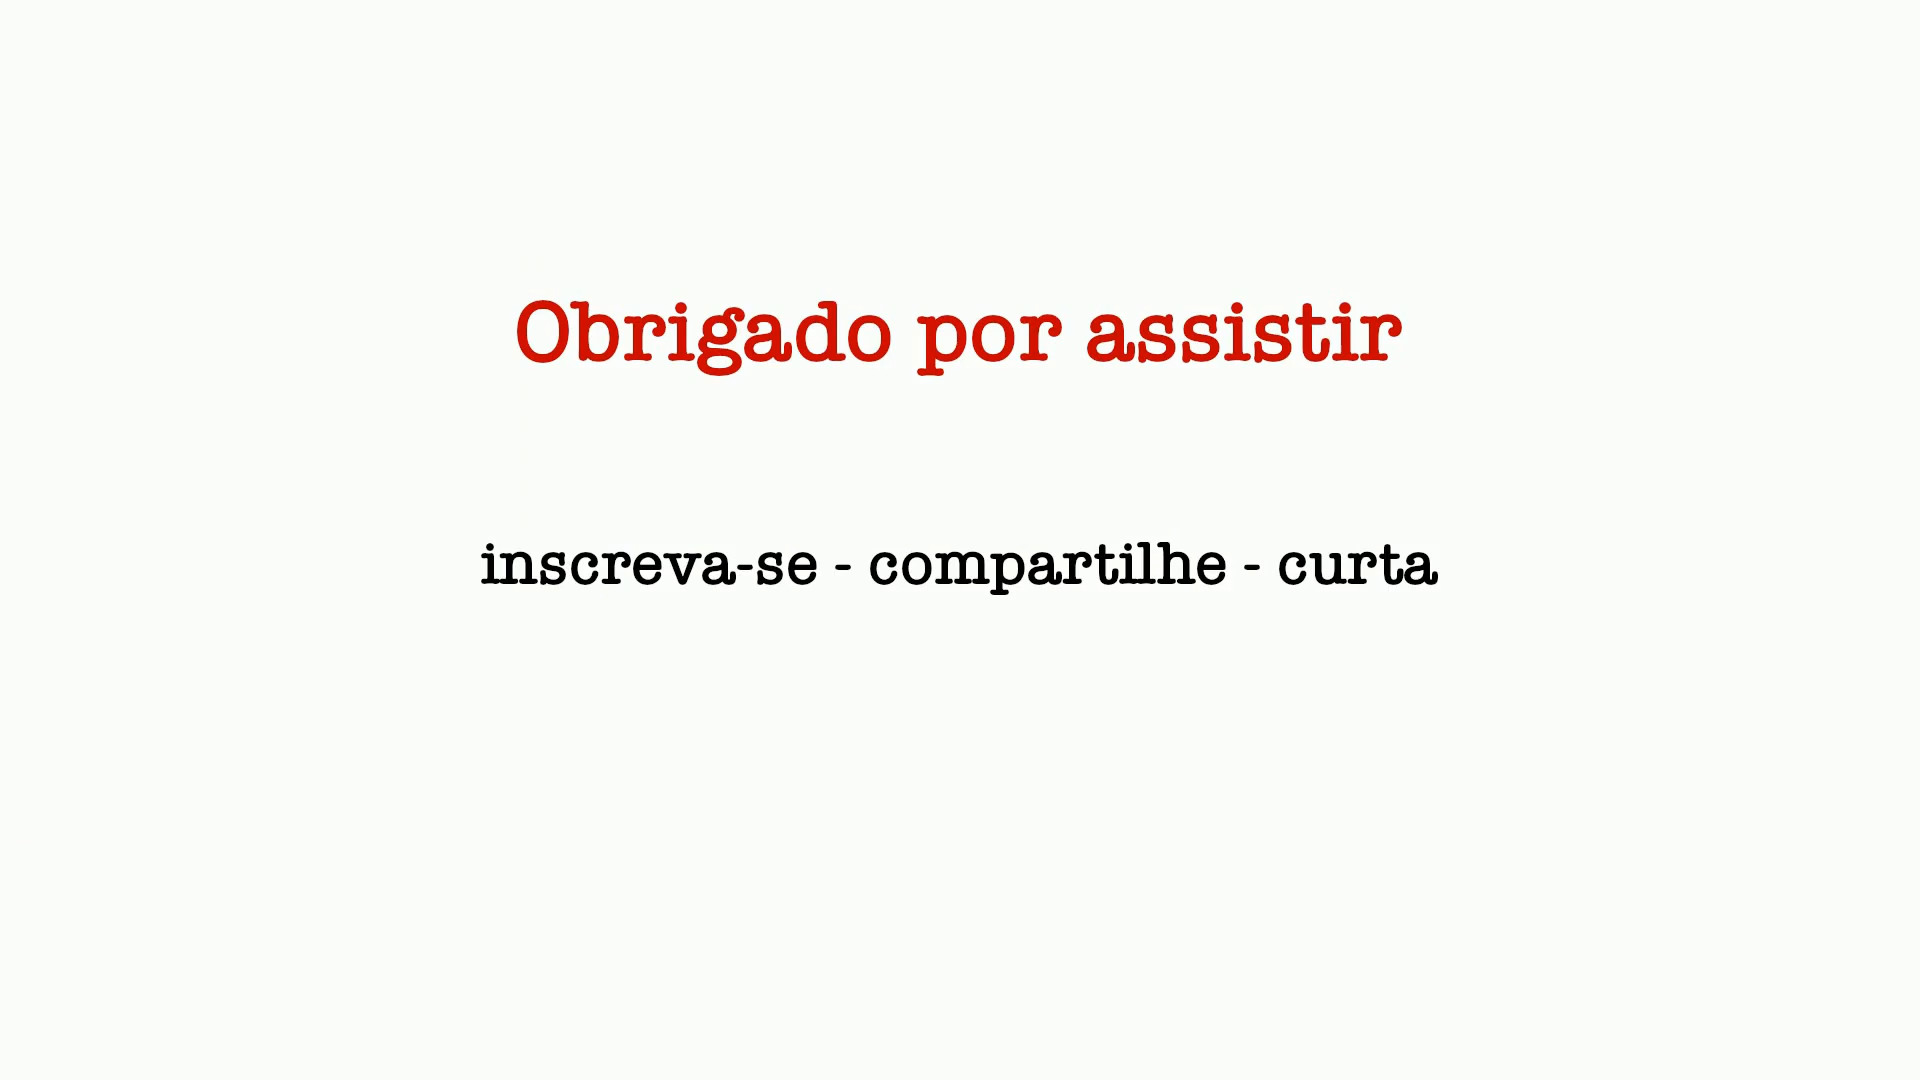 Obrigado por assistir
inscreva-se - compartilhe - curta